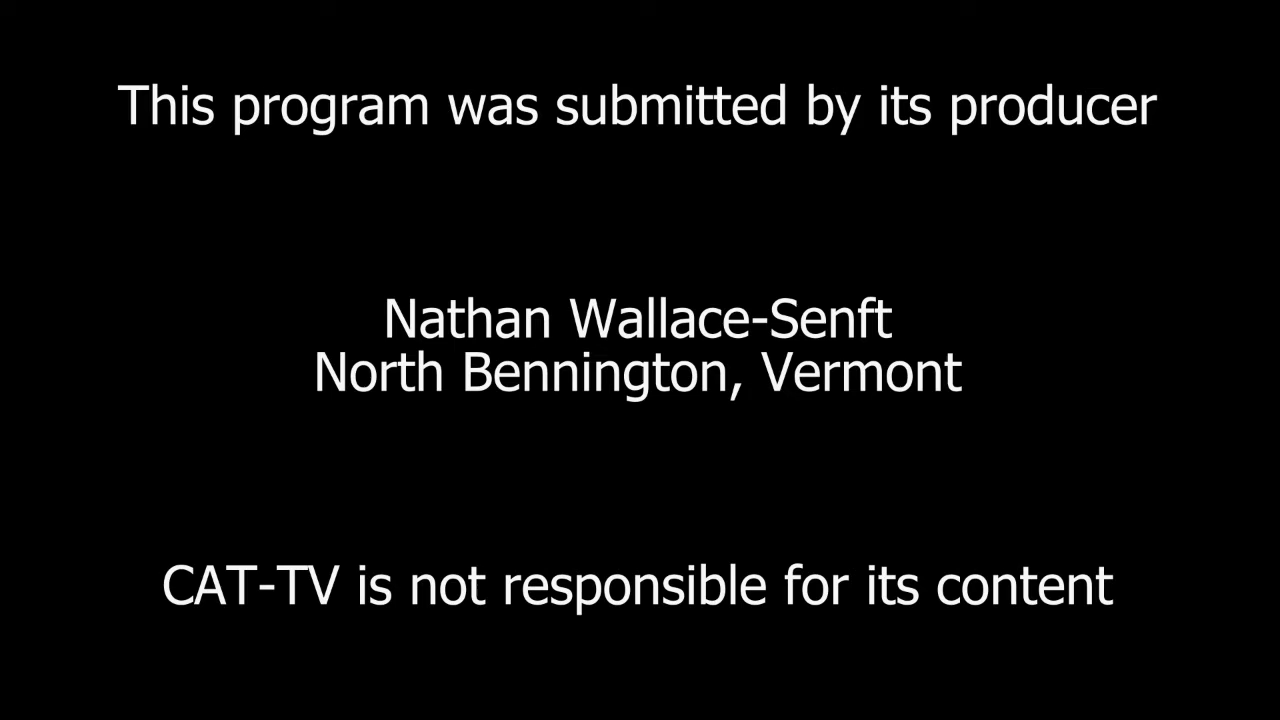 This program was submitted by its producer
Nathan Wallace-Senft
North Bennington, Vermont
CAT-TV is not responsible for its content